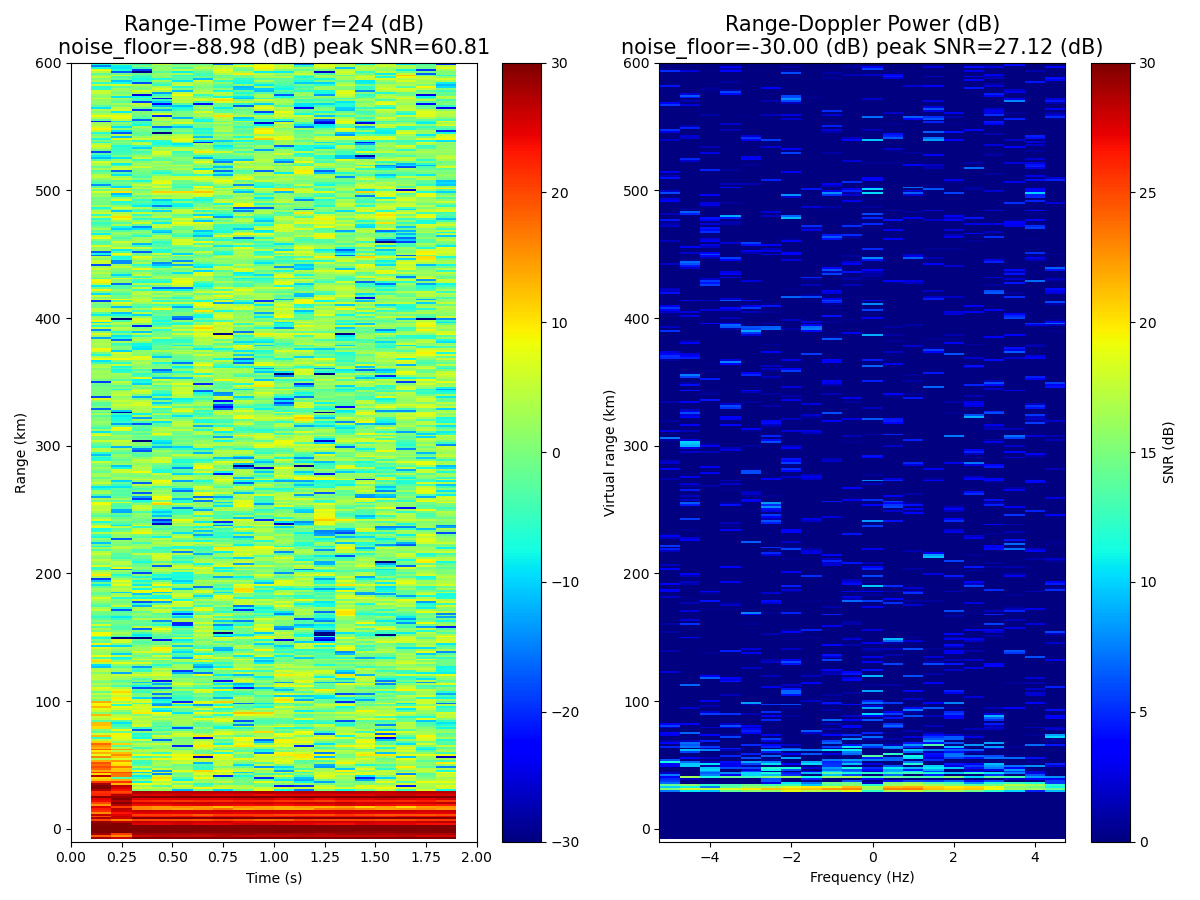 Range-Time Power f=24 (dB)
noise_floor=-88.98 (dB) peak SNR=60.81
Range (km)
600
500
400
300
200
100
0
0.00 0.25 0.50 0.75 1.00 1.25 1.50 1.75 2.00
Time (s)
30
20
10
0
−10
−20
−30
Range-Doppler Power (dB)
noise_floor=-30.00 (dB) peak SNR=27.12 (dB)
Virtual range (km)
600
500
400
300
200
100
0
−4 −2 0 2 4
Frequency (Hz)
30
25
20
15
10
5
0
SNR (dB)